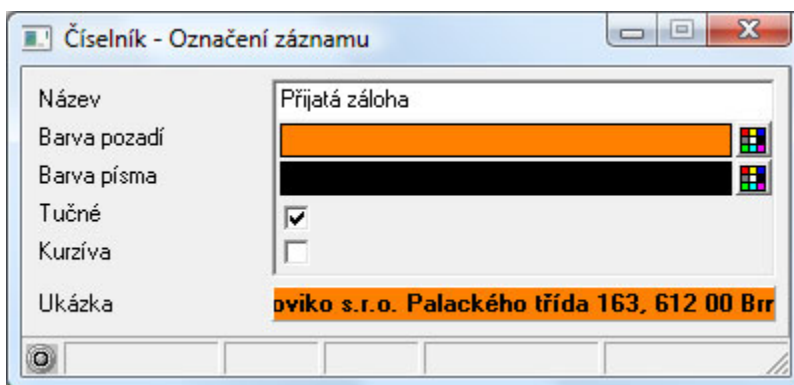 Číselník - Označení záznamu
Název Přijatá záloha
Barva pozadí
Barva písma
Tučné
Kurzíva
Ukázka oviko s.r.o. Palackého třída 163, 612 00 Brr